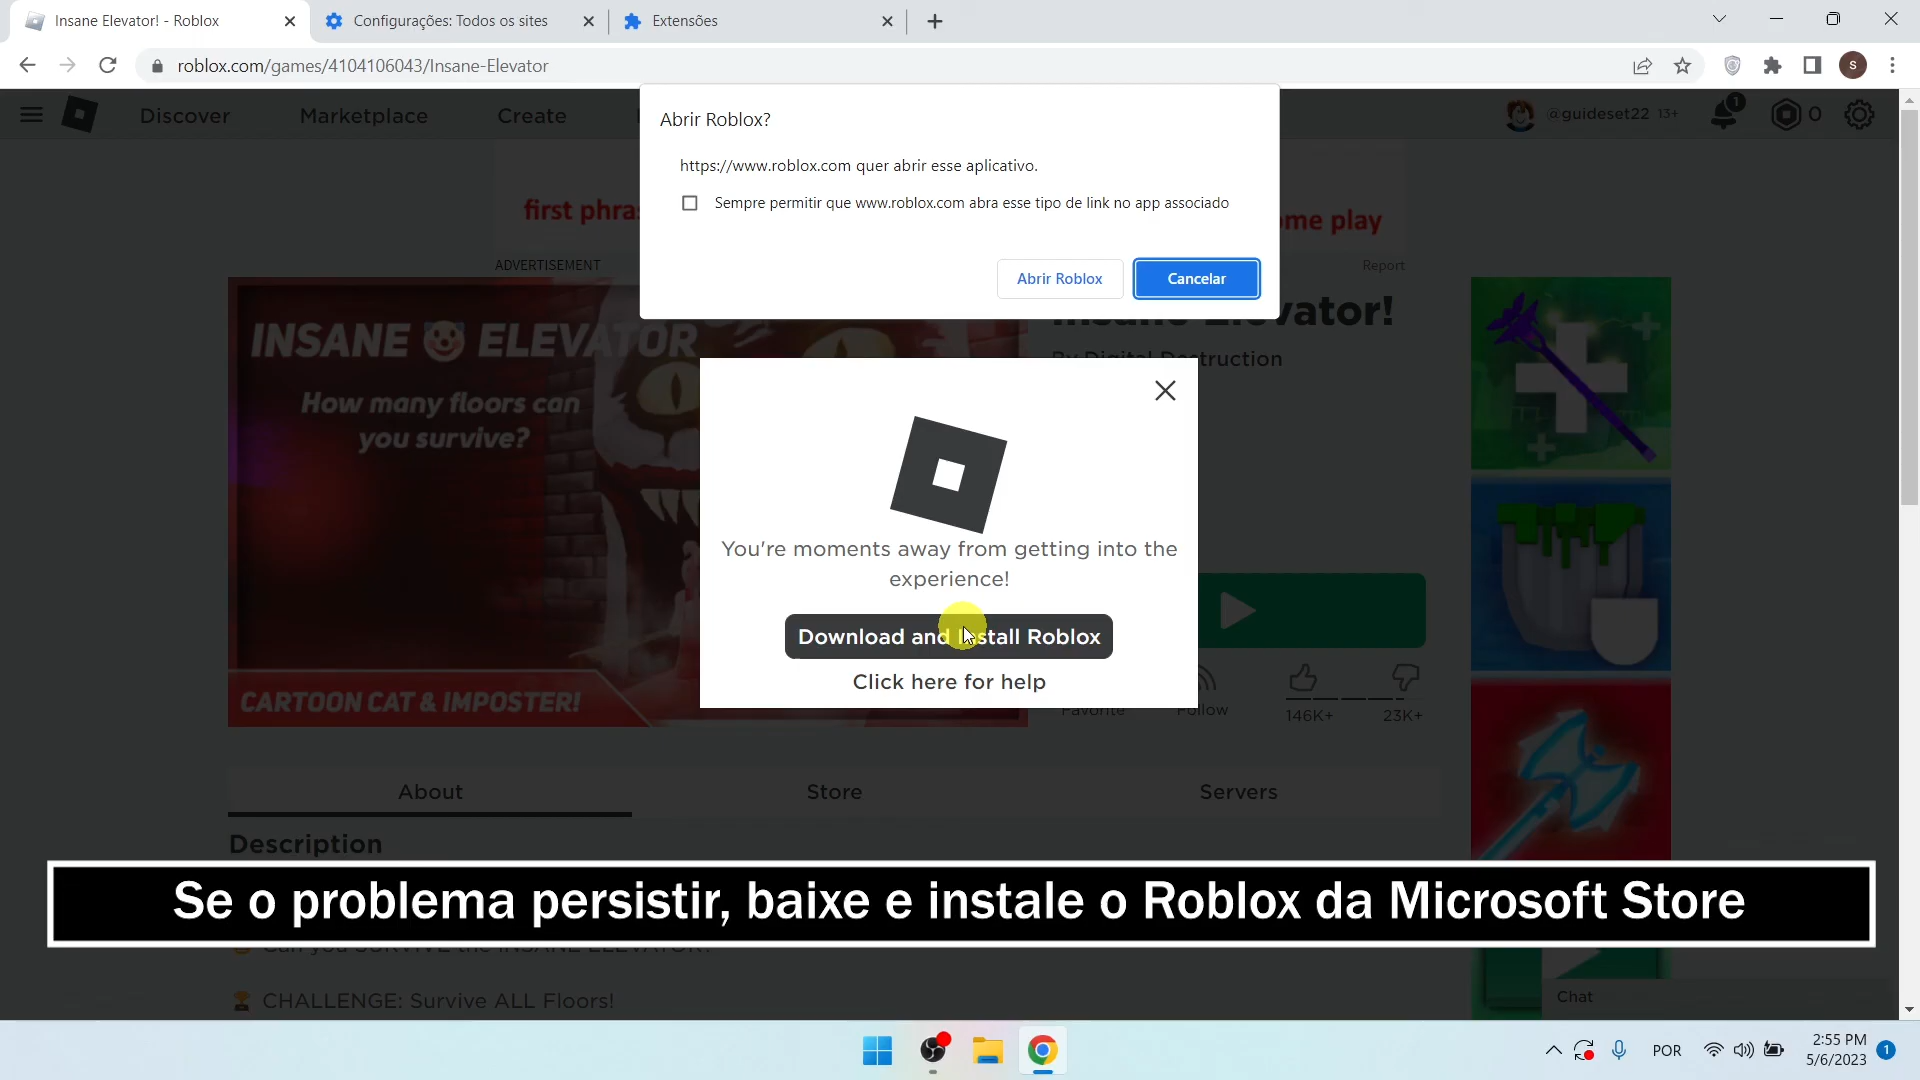 Insane Elevator! - Roblox
Configurações: Todos os sites
Extensões
roblox.com/games/4104106043/Insane-Elevator
S
Abrir Roblox?
https://www.roblox.com quer abrir esse aplicativo.
Sempre permitir que www.roblox.com abra esse tipo de link no app associado
Abrir Roblox
Cancelar
Discover
Marketplace
Create
@guideset22 13+
1
0
first
play
ADVERTISEMENT
Report
INSANE 🤡 ELEVATOR
How many floors can
you survive?
CARTOON CAT & IMPOSTER!
You're moments away from getting into the
experience!
Download and Install Roblox
Click here for help
Favorite
Follow
146K+
23K+
About
Store
Servers
Description
Se o problema persistir, baixe e instale o Roblox da Microsoft Store
🏆 CHALLENGE: Survive ALL Floors!
Chat
POR
2:55 PM
5/6/2023
1